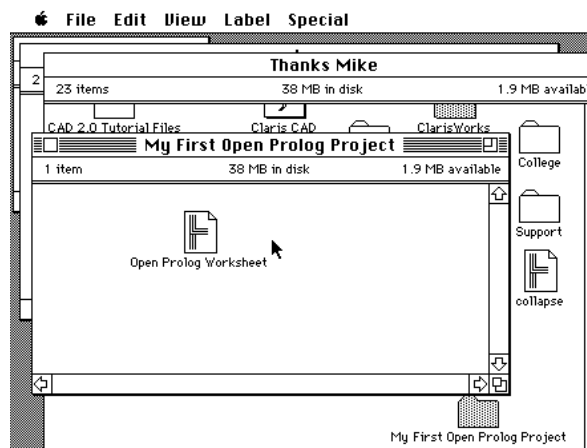 File Edit View Label Special
Thanks Mike
2
23 items 38 MB in disk 1.9 MB availab
CAD 2.0 Tutorial Files Claris CAD ClarisWorks
My First Open Prolog Project
1 item 38 MB in disk 1.9 MB available
College
Support
Open Prolog Worksheet
collapse
My First Open Prolog Project